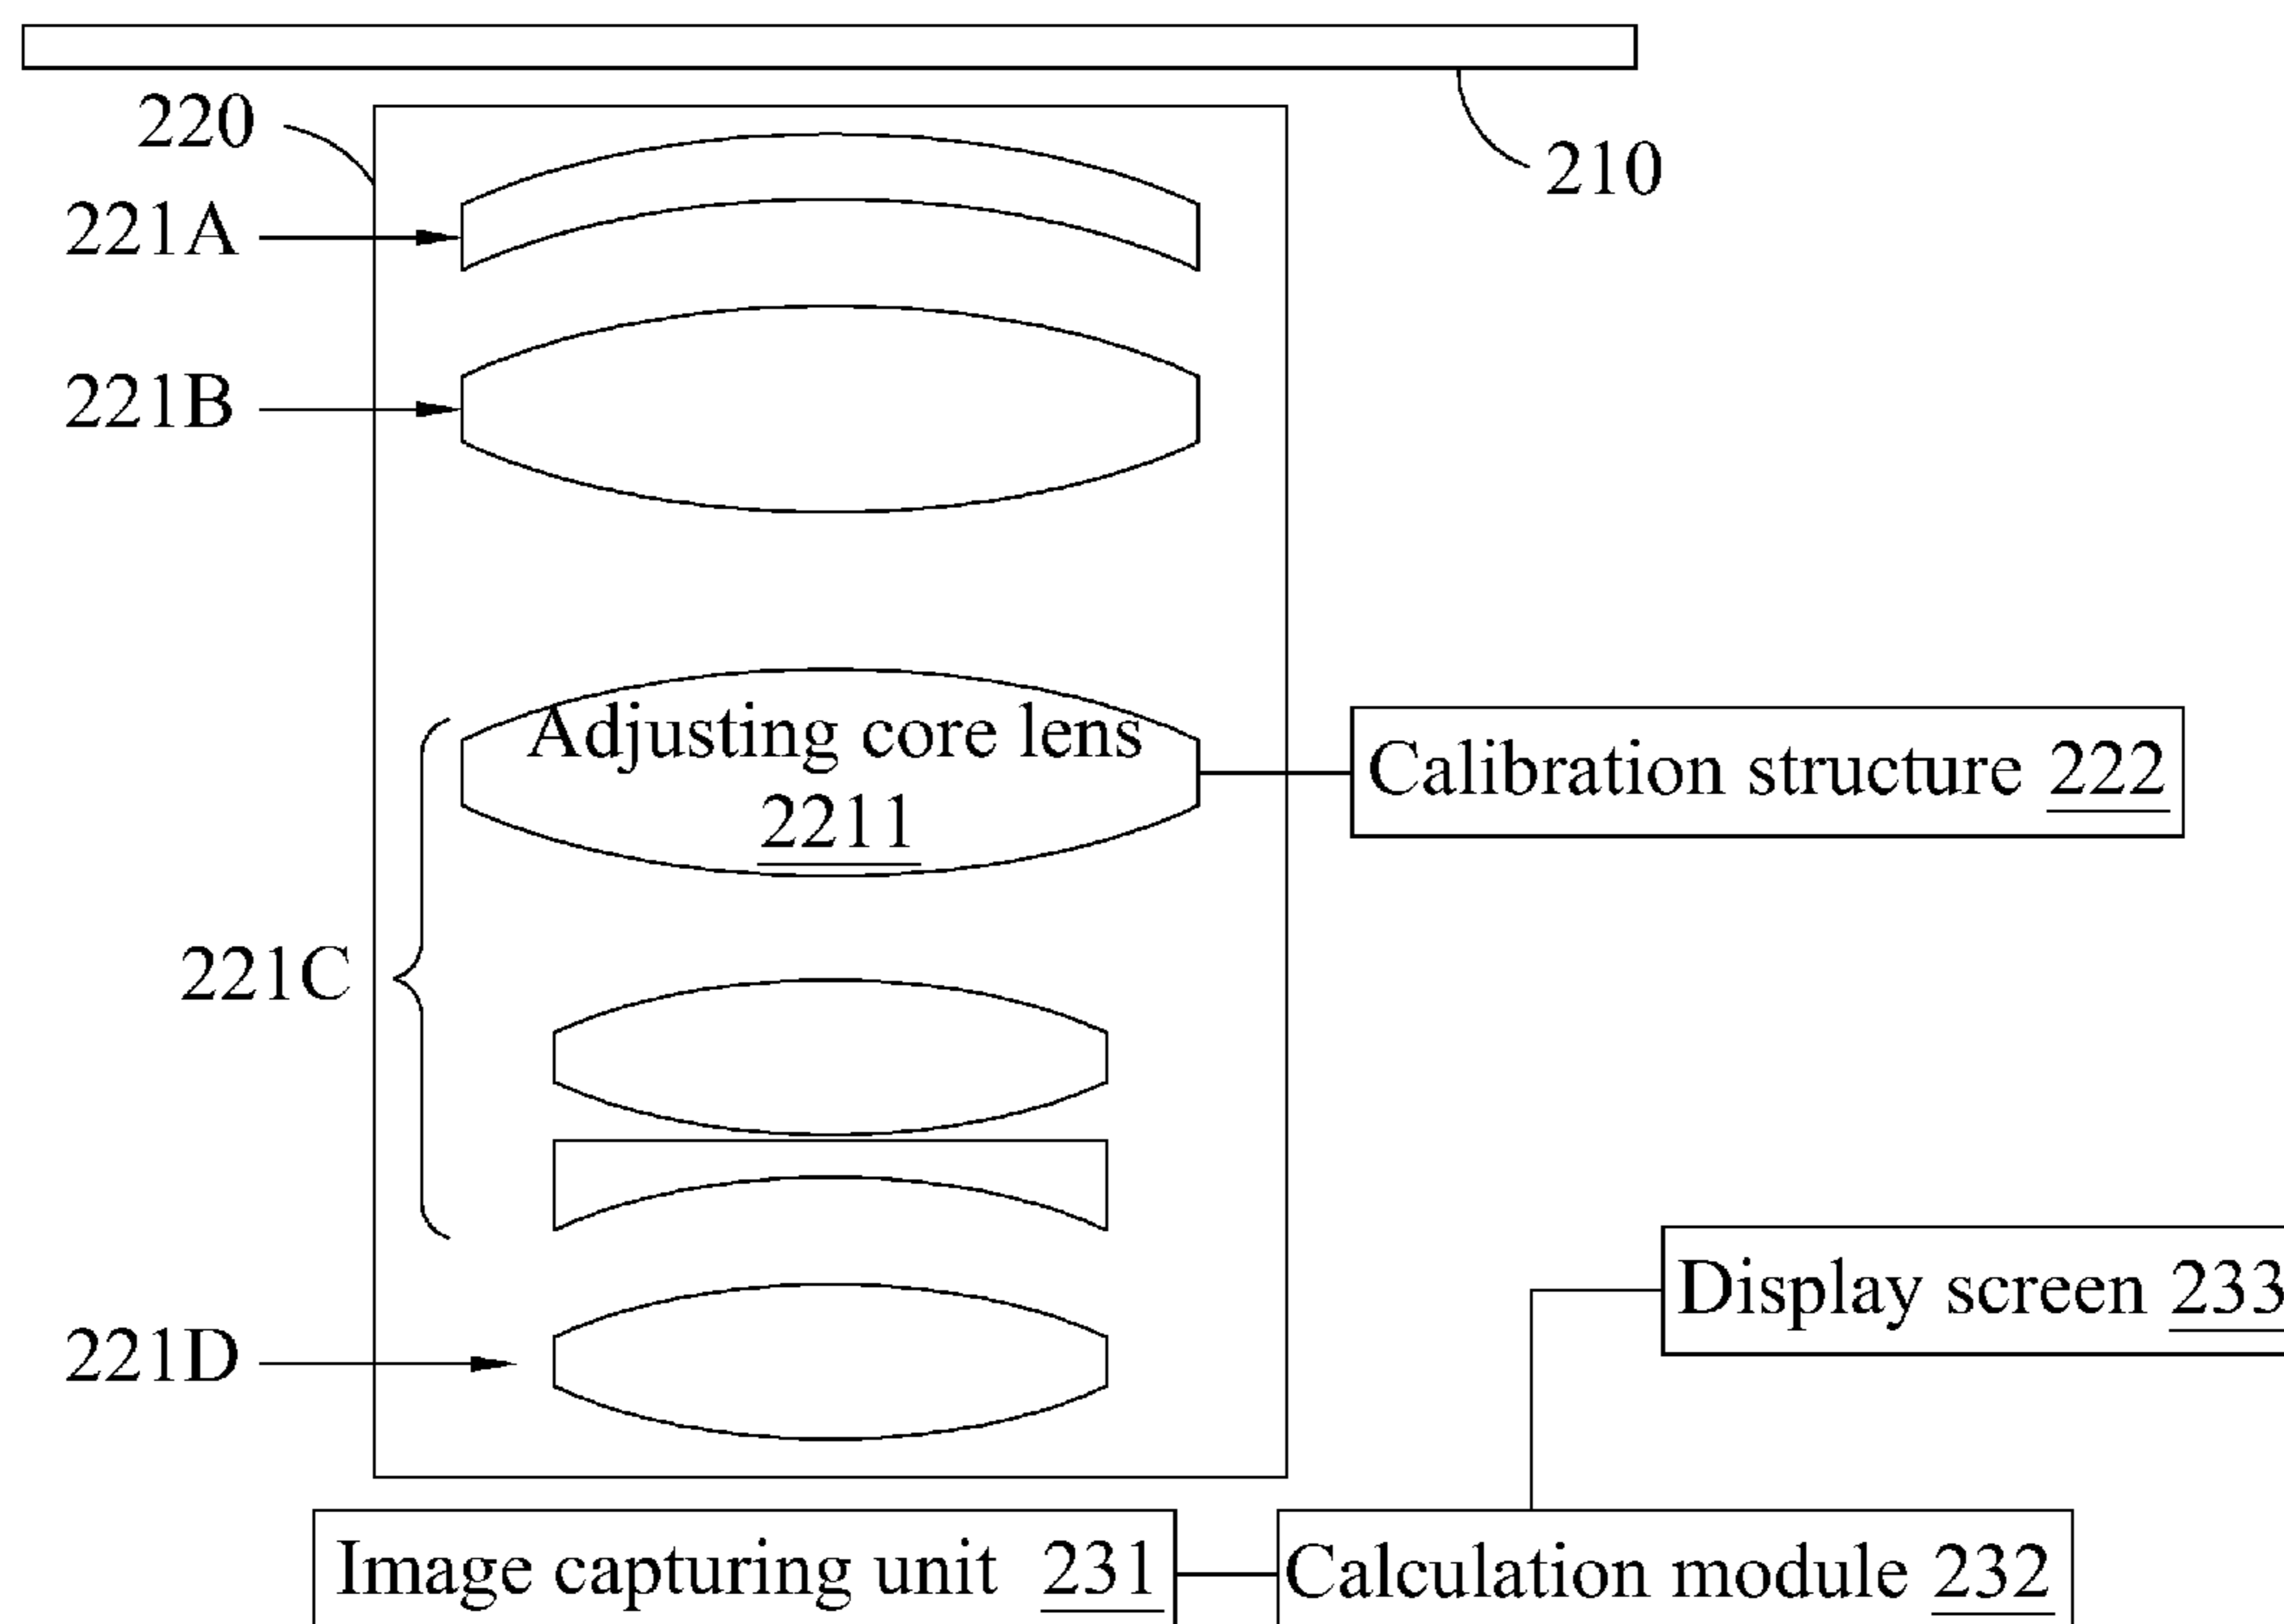 220
210
221A
221B
Adjusting core lens
2211
Calibration structure 222
221C
Display screen 233
221D
Image capturing unit 231
Calculation module 232